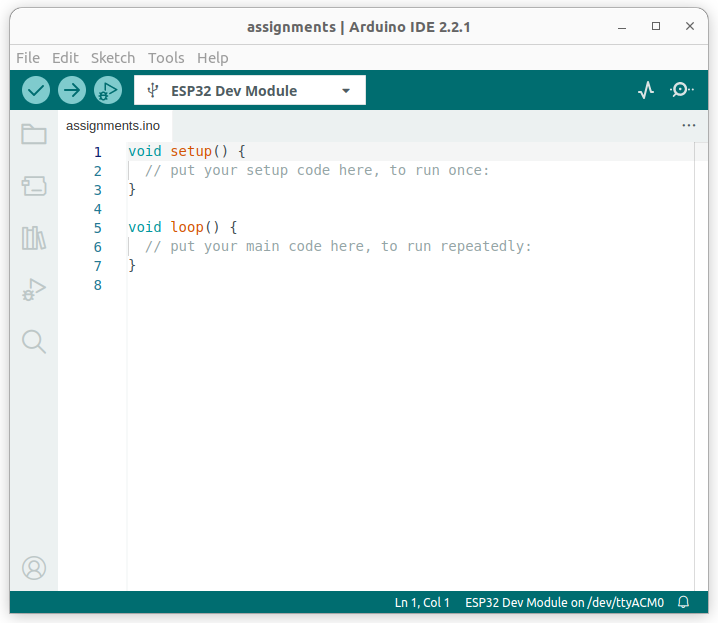 assignments | Arduino IDE 2.2.1
File Edit Sketch Tools Help
ESP32 Dev Module
assignments.ino
1 void setup() {
2 // put your setup code here, to run once:
3 }
4
5 void loop() {
6 // put your main code here, to run repeatedly:
7 }
8
Ln 1, Col 1 ESP32 Dev Module on /dev/ttyACM0